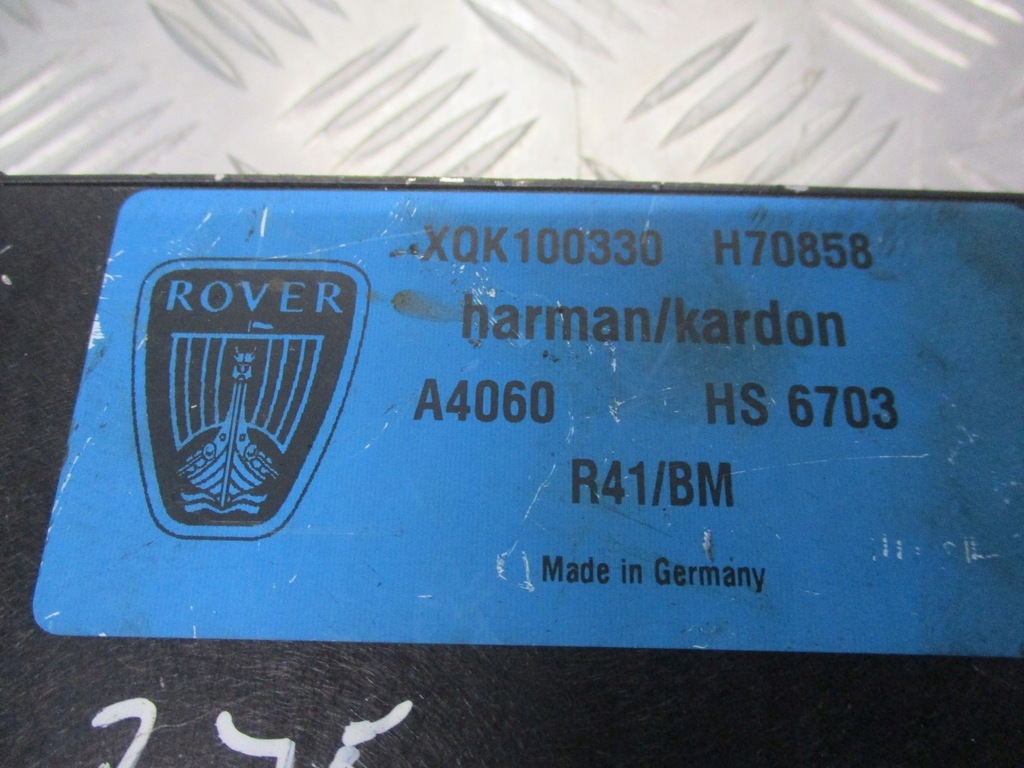 XQK100330 H70858
ROVER
harman/kardon
A4060 HS 6703
R41/BM
Made in Germany